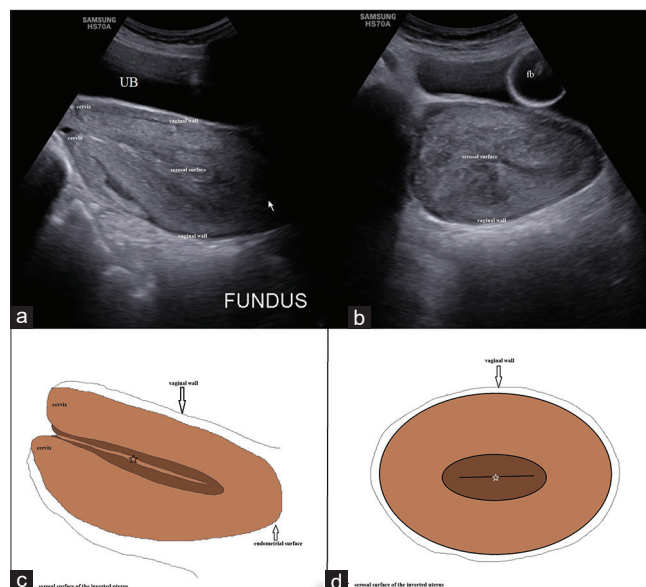 SAMSUNG
HS70A
UB
cervix
vaginal wall
cervix
serosal surface
vaginal wall
FUNDUS
a
SAMSUNG
HS70A
fb
serosal surface
vaginal wall
b
vaginal wall
cervix
cervix
endometrial surface
c
serosal surface of the inverted uterus
vaginal wall
d
serosal surface of the inverted uterus